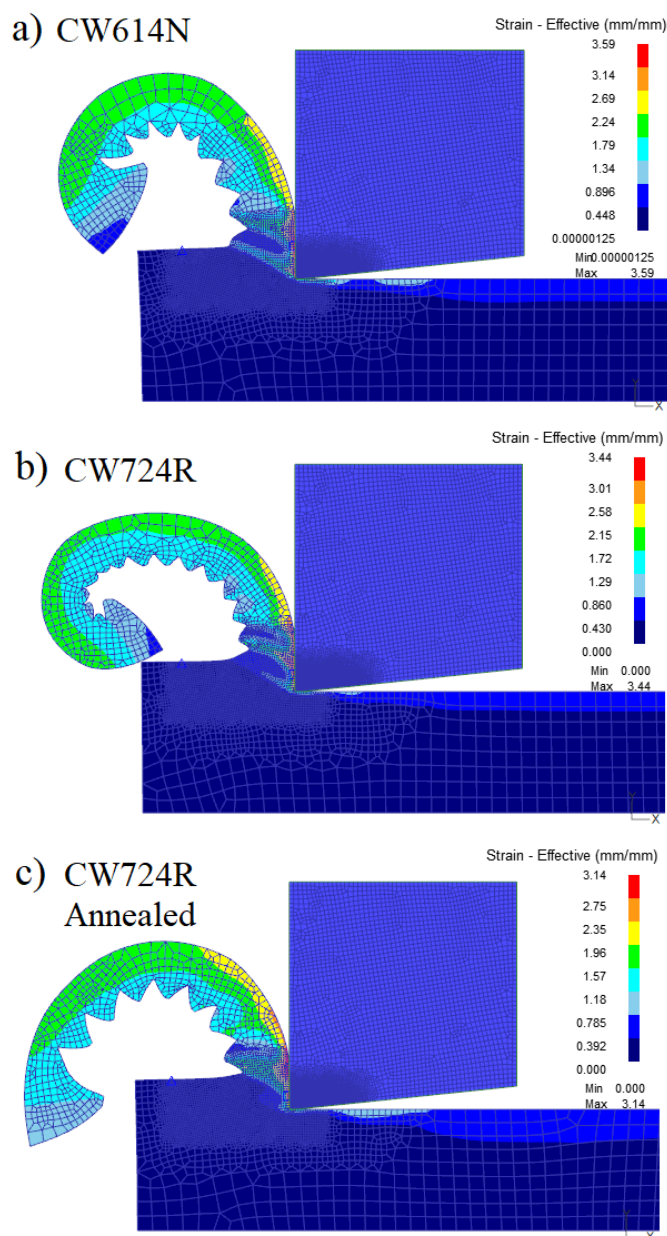 a) CW614N
Strain - Effective (mm/mm)
3.59
3.14
2.69
2.24
1.79
1.34
0.896
0.448
0.00000125
Min0.00000125
Max 3.59
X
b) CW724R
Strain - Effective (mm/mm)
3.44
3.01
2.58
2.15
1.72
1.29
0.860
0.430
0.000
Min 0.000
Max 3.44
Y
X
c) CW724R
Annealed
Strain - Effective (mm/mm)
3.14
2.75
2.35
1.96
1.57
1.18
0.785
0.392
0.000
Min 0.000
Max 3.14
Y